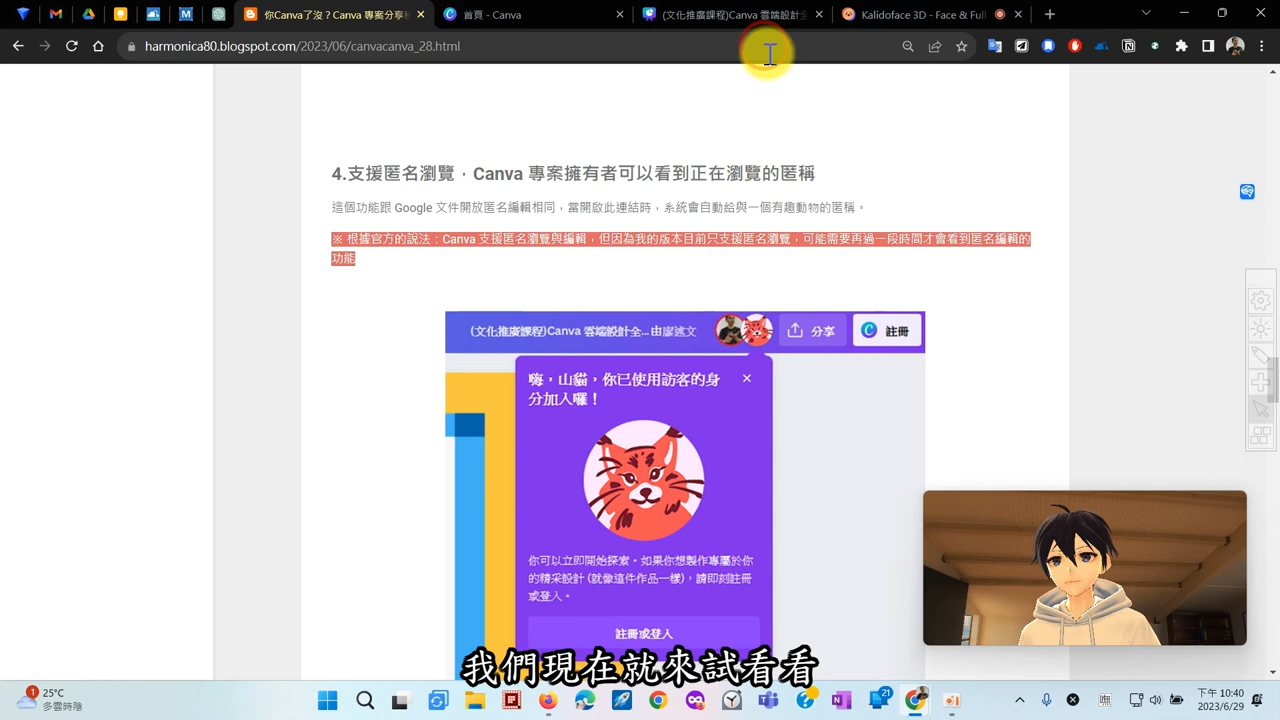 你Canva了沒？Canva 專案分享權
首頁 - Canva
(文化推廣課程)Canva 雲端設計全
Kalidoface 3D - Face & Full
harmonica80.blogspot.com/2023/06/canvacanva_28.html
4.支援匿名瀏覽，Canva 專案擁有者可以看到正在瀏覽的匿稱
這個功能跟 Google 文件開放匿名編輯相同，當開啟此連結時，系統會自動給與一個有趣動物的匿稱。
※ 根據官方的說法：Canva 支援匿名瀏覽與編輯，但因為我的版本目前只支援匿名瀏覽，可能需要再過一段時間才會看到匿名編輯的
功能
(文化推廣課程)Canva 雲端設計全... 由廖述文
分享
註冊
嗨，山貓，你已使用訪客的身
分加入囉！
你可以立即開始探索。如果你想製作專屬於你
的精采設計 (就像這件作品一樣)，請即刻註冊
或登入。
註冊或登入
我們現在就來試看看
1
25°C
多雲時陰
21
下午 10:40
2023/6/29